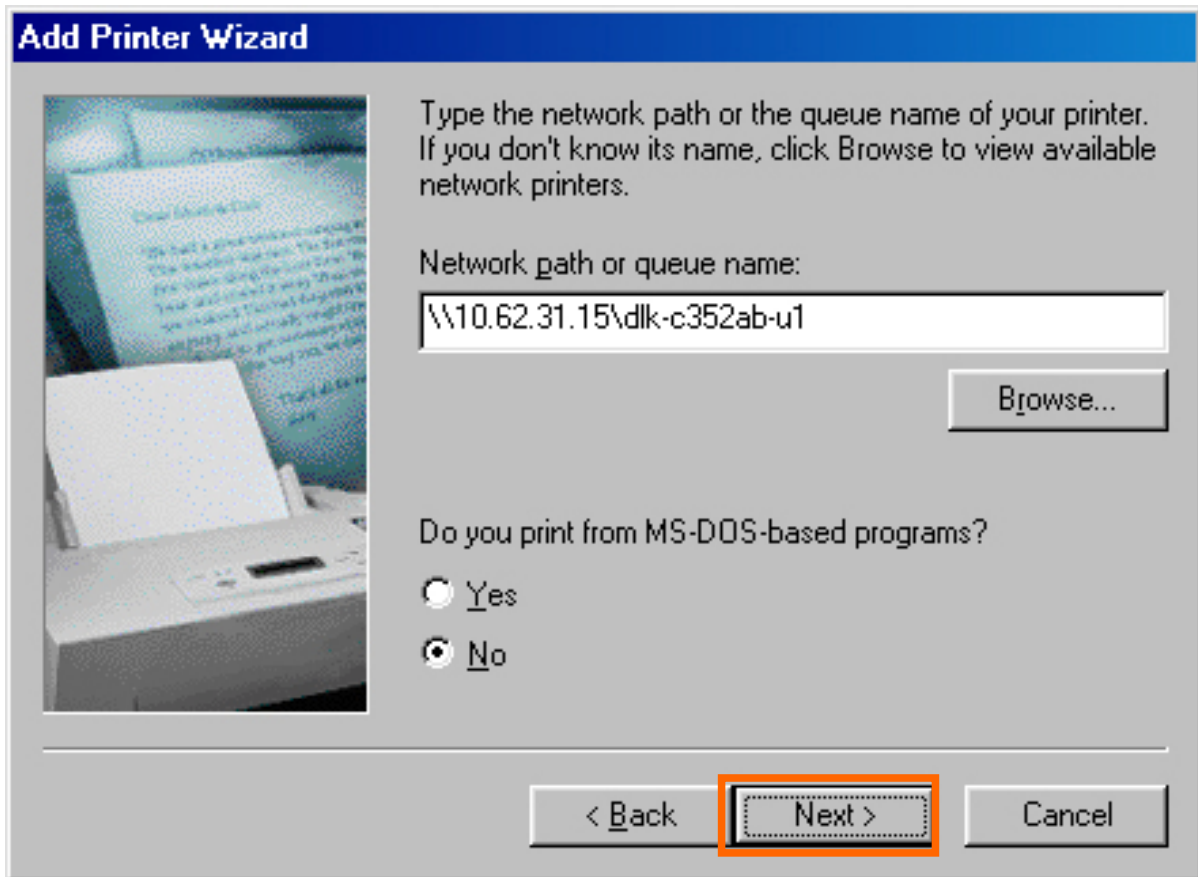 Add Printer Wizard
Type the network path or the queue name of your printer.
If you don't know its name, click Browse to view available
network printers.
Network path or queue name:
\\10.62.31.15\dlk-c352ab-u1
Browse...
Do you print from MS-DOS-based programs?
Yes
No
< Back
Next >
Cancel